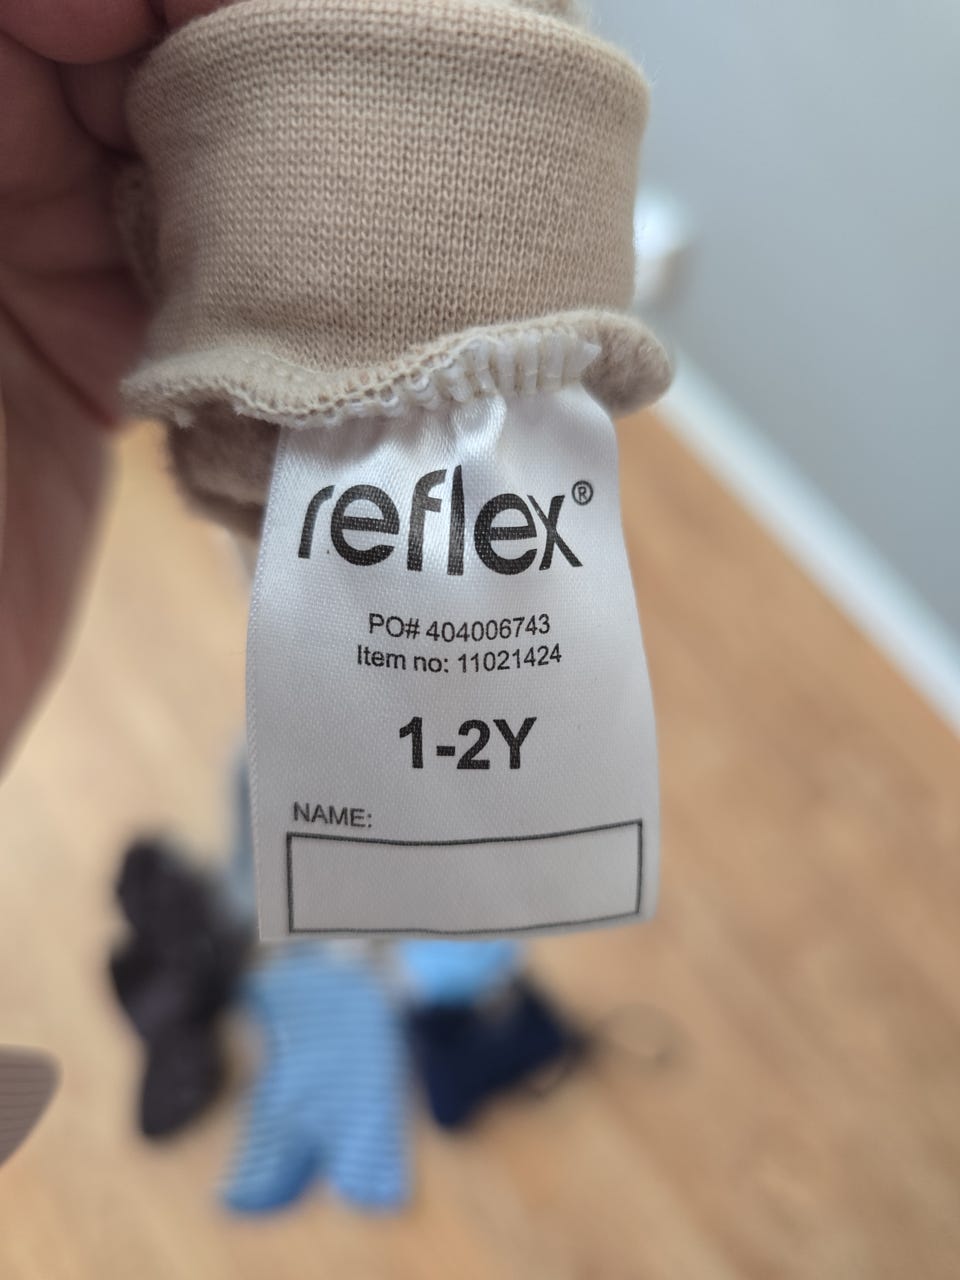 reflex®
PO# 404006743
Item no: 11021424
1-2Y
NAME: